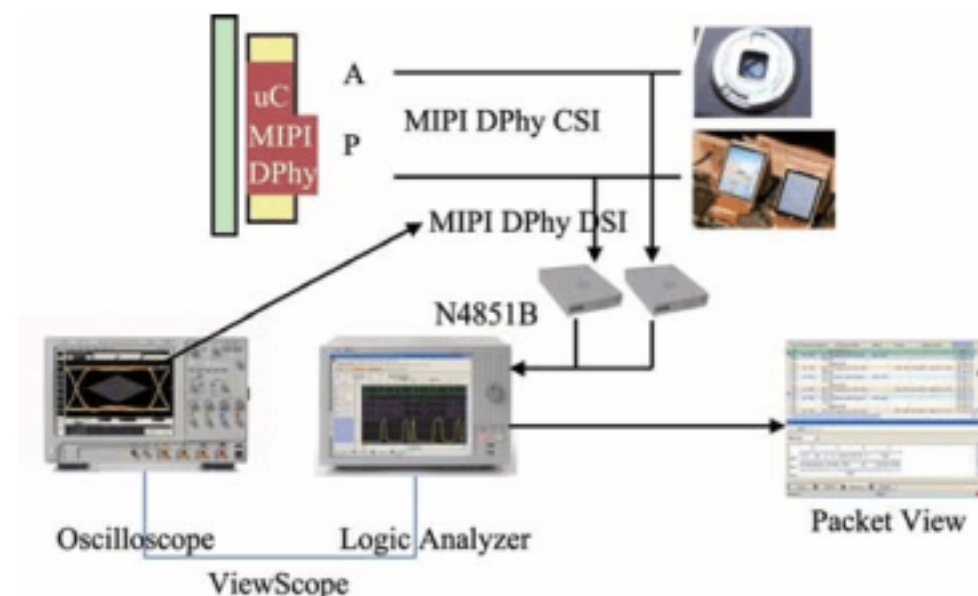 uC
MIPI
DPhy
A
MIPI DPhy CSI
P
MIPI DPhy DSI
N4851B
Oscilloscope
Logic Analyzer
ViewScope
Packet View